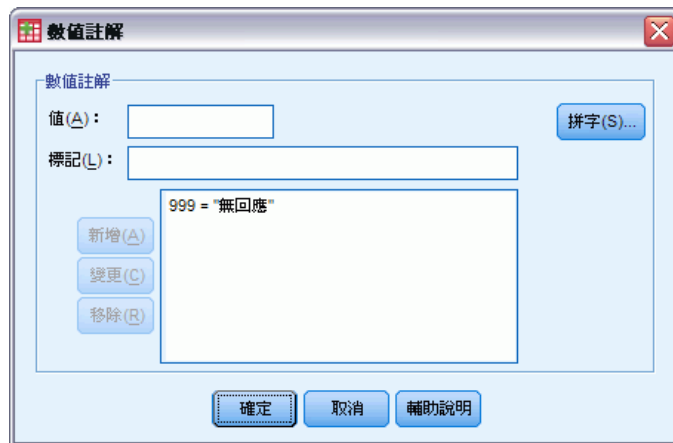 數值註解
數值註解
值(A)：
拼字(S)...
標記(L)：
999 = "無回應"
新增(A)
變更(C)
移除(R)
確定
取消
輔助說明